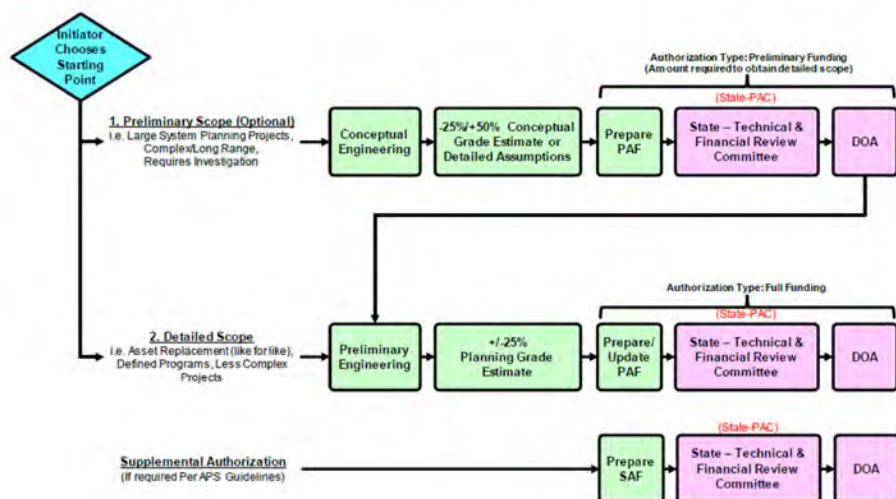 Initiator
Chooses
Starting
Point
Authorization Type: Preliminary Funding
(Amount required to obtain detailed scope)
(State-PAC)
1. Preliminary Scope (Optional)
i.e. Large System Planning Projects,
Complex/Long Range,
Requires Investigation
Conceptual
Engineering
-25%/+50% Conceptual
Grade Estimate or
Detailed Assumptions
Prepare
PAF
State – Technical &
Financial Review
Committee
DOA
Authorization Type: Full Funding
(State-PAC)
2. Detailed Scope
i.e. Asset Replacement (like for like),
Defined Programs, Less Complex
Projects
Preliminary
Engineering
+/-25%
Planning Grade
Estimate
Prepare/
Update
PAF
State – Technical &
Financial Review
Committee
DOA
(State-PAC)
Supplemental Authorization
(If required Per APS Guidelines)
Prepare
SAF
State – Technical &
Financial Review
Committee
DOA